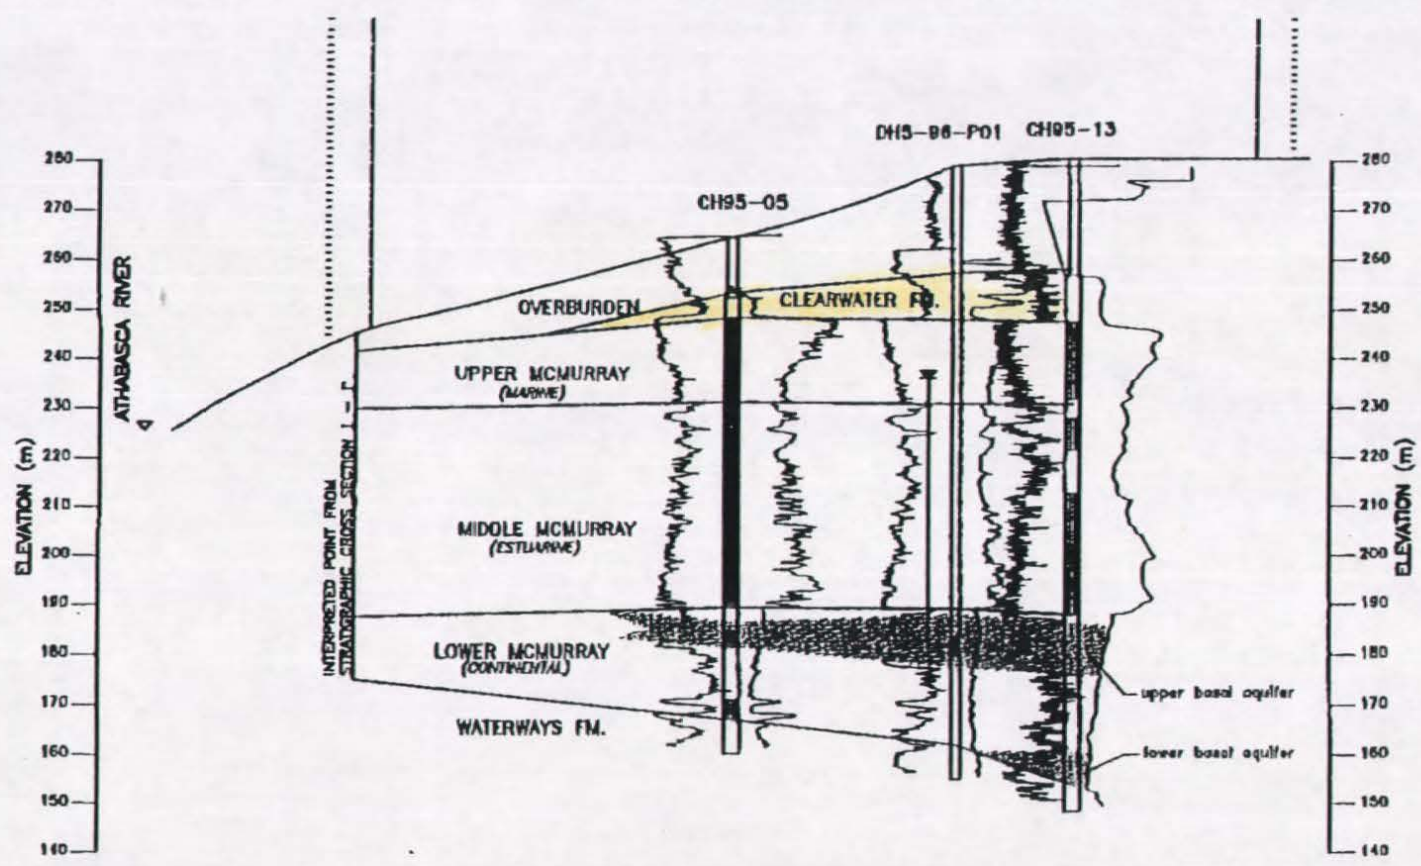 DH5-96-P01
CH95-13
CH95-05
280
270
260
250
240
230
220
210
200
190
180
170
160
150
140
ELEVATION (m)
ATHABASCA RIVER
INTERPRETED POINT FROM
STRATIGRAPHIC CROSS SECTION
OVERBURDEN
CLEARWATER FM.
UPPER MCMURRAY
(MARINE)
MIDDLE MCMURRAY
(ESTUARINE)
LOWER MCMURRAY
(CONTINENTAL)
WATERWAYS FM.
upper basal aquifer
lower basal aquifer
280
270
260
250
240
230
220
210
200
190
180
170
160
150
140
ELEVATION (m)